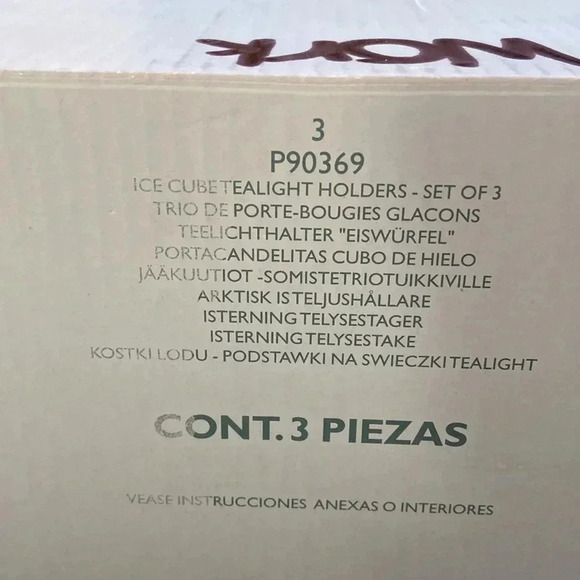 3
P90369
ICE CUBE TEALIGHT HOLDERS - SET OF 3
TRIO DE PORTE-BOUGIES GLACONS
TEELICHTHALTER "EISWÜRFEL"
PORTACANDELITAS CUBO DE HIELO
JÄÄKUUTIOT -SOMISTETRIOTUIKKIVILLE
ARKTISK ISTELJUSHÅLLARE
ISTERNING TELYSESTAGER
ISTERNING TELYSESTAKE
KOSTKI LODU - PODSTAWKI NA SWIECZKI TEALIGHT
CONT. 3 PIEZAS
VEASE INSTRUCCIONES ANEXAS O INTERIORES